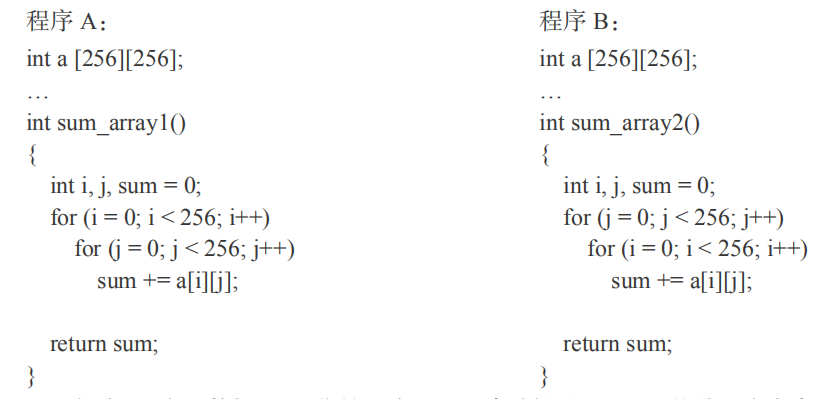 程序 A：
int a [256][256];
…
int sum_array1()
{
int i, j, sum = 0;
for (i = 0; i < 256; i++)
for (j = 0; j < 256; j++)
sum += a[i][j];
return sum;
}
程序 B：
int a [256][256];
…
int sum_array2()
{
int i, j, sum = 0;
for (j = 0; j < 256; j++)
for (i = 0; i < 256; i++)
sum += a[i][j];
return sum;
}